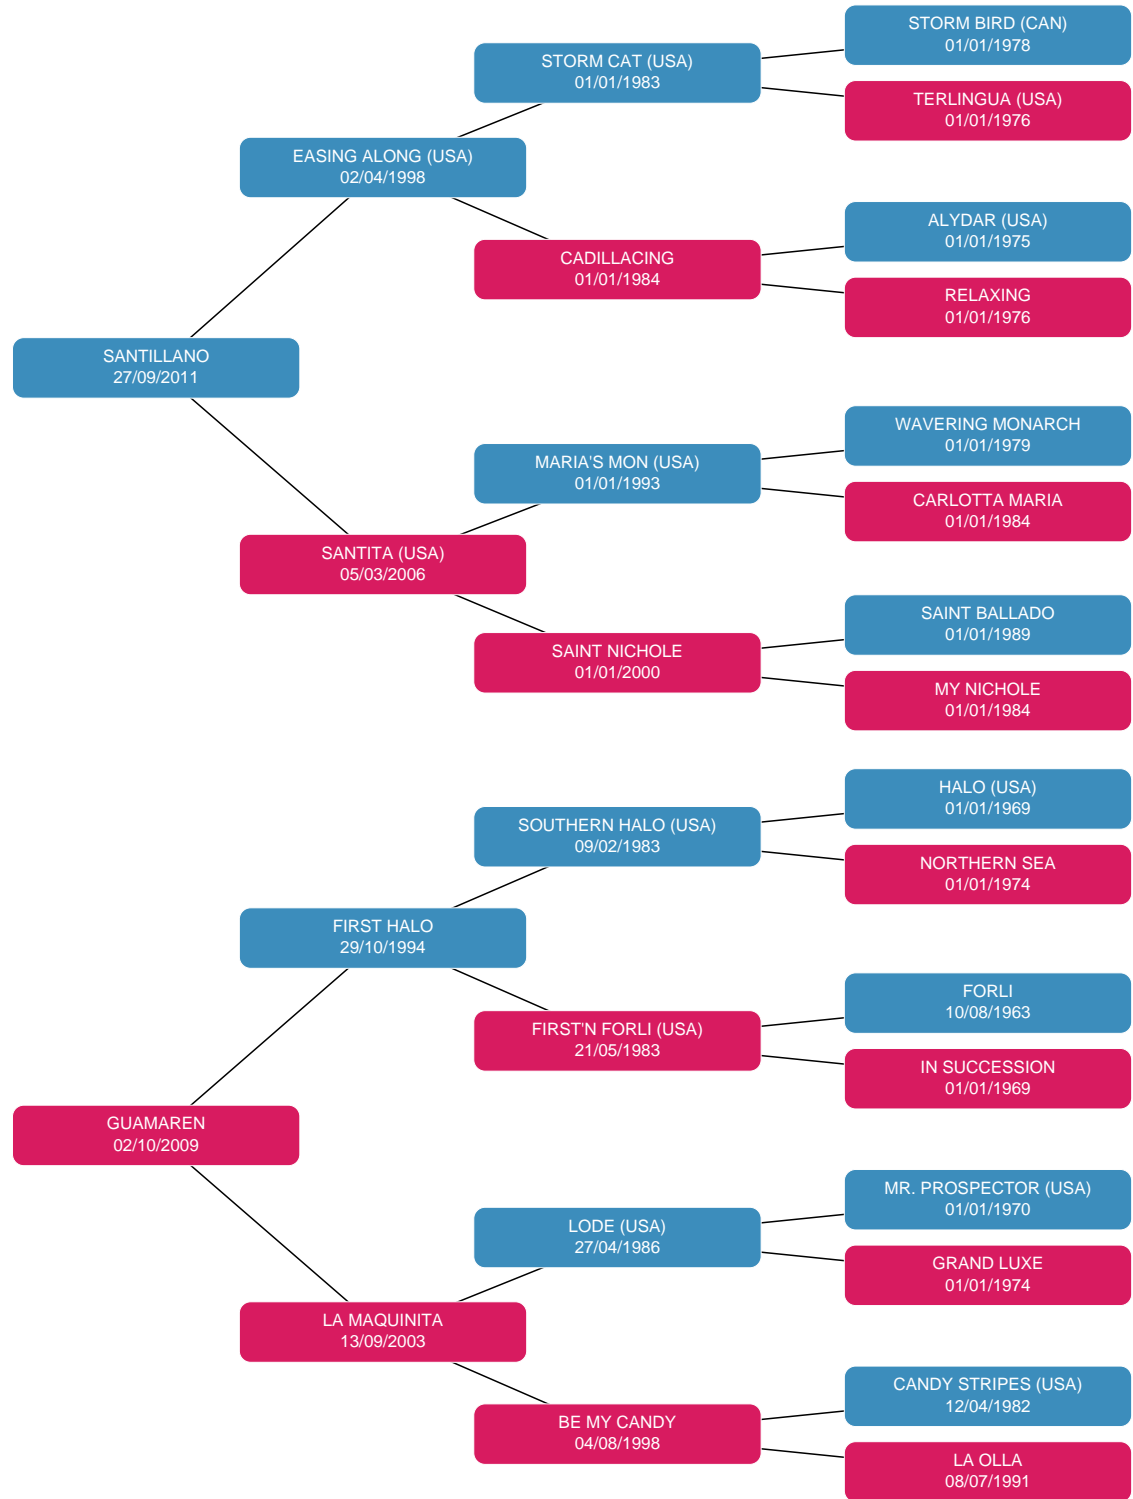 STORM BIRD (CAN)
01/01/1978
STORM CAT (USA)
01/01/1983
TERLINGUA (USA)
01/01/1976
EASING ALONG (USA)
02/04/1998
ALYDAR (USA)
01/01/1975
CADILLACING
01/01/1984
RELAXING
01/01/1976
SANTILLANO
27/09/2011
WAVERING MONARCH
01/01/1979
MARIA'S MON (USA)
01/01/1993
CARLOTTA MARIA
01/01/1984
SANTITA (USA)
05/03/2006
SAINT BALLADO
01/01/1989
SAINT NICHOLE
01/01/2000
MY NICHOLE
01/01/1984
HALO (USA)
01/01/1969
SOUTHERN HALO (USA)
09/02/1983
NORTHERN SEA
01/01/1974
FIRST HALO
29/10/1994
FORLI
10/08/1963
FIRST'N FORLI (USA)
21/05/1983
IN SUCCESSION
01/01/1969
GUAMAREN
02/10/2009
MR. PROSPECTOR (USA)
01/01/1970
LODE (USA)
27/04/1986
GRAND LUXE
01/01/1974
LA MAQUINITA
13/09/2003
CANDY STRIPES (USA)
12/04/1982
BE MY CANDY
04/08/1998
LA OLLA
08/07/1991